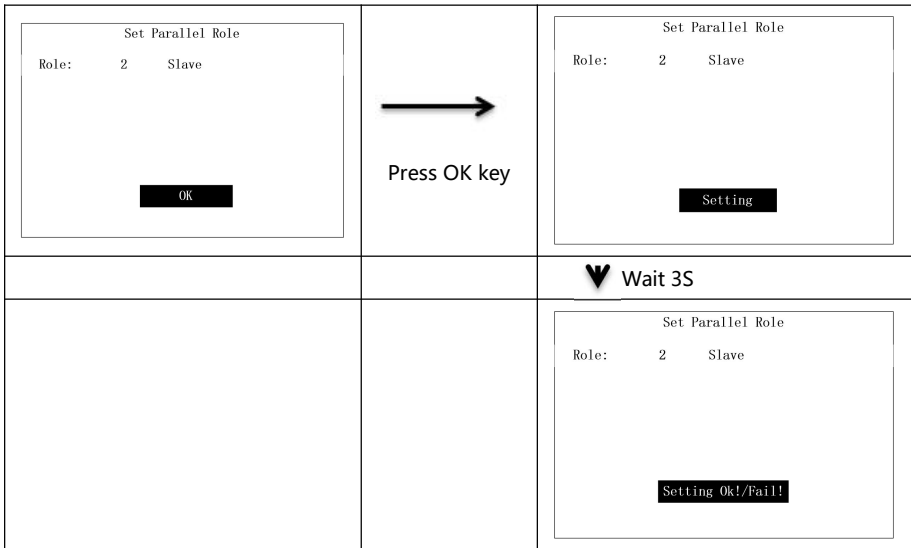 Set Parallel Role
Role: 2 Slave
OK
Press OK key
Set Parallel Role
Role: 2 Slave
Setting
Wait 3S
Set Parallel Role
Role: 2 Slave
Setting Ok!/Fail!